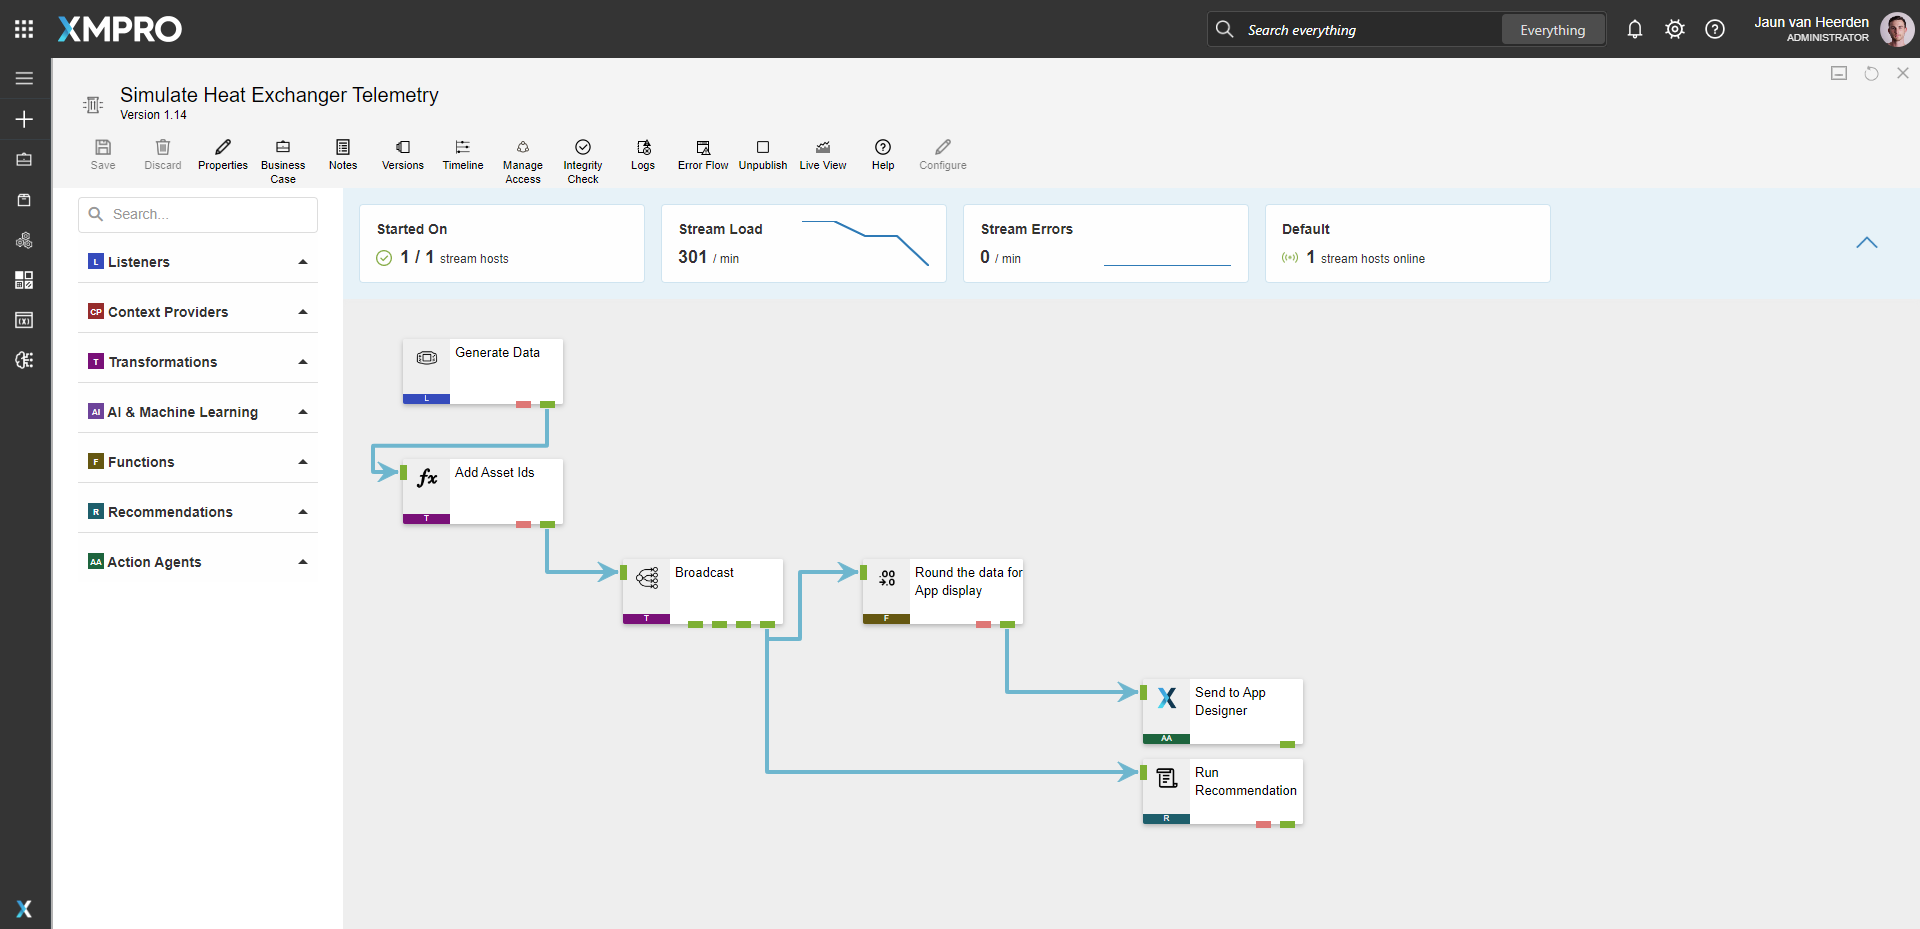 XMPRO
Search everything
Everything
Jaun van Heerden
ADMINISTRATOR
Simulate Heat Exchanger Telemetry
Version 1.14
Save
Discard
Properties
Business
Case
Notes
Versions
Timeline
Manage
Access
Integrity
Check
Logs
Error Flow
Unpublish
Live View
Help
Configure
Search...
L Listeners
CP Context Providers
T Transformations
AI AI & Machine Learning
F Functions
R Recommendations
AA Action Agents
Started On
1 / 1 stream hosts
Stream Load
301 / min
Stream Errors
0 / min
Default
1 stream hosts online
Generate Data
L
fx
Add Asset Ids
T
Broadcast
T
.00
→.0
Round the data for
App display
F
X
Send to App
Designer
AA
Run
Recommendation
R
X